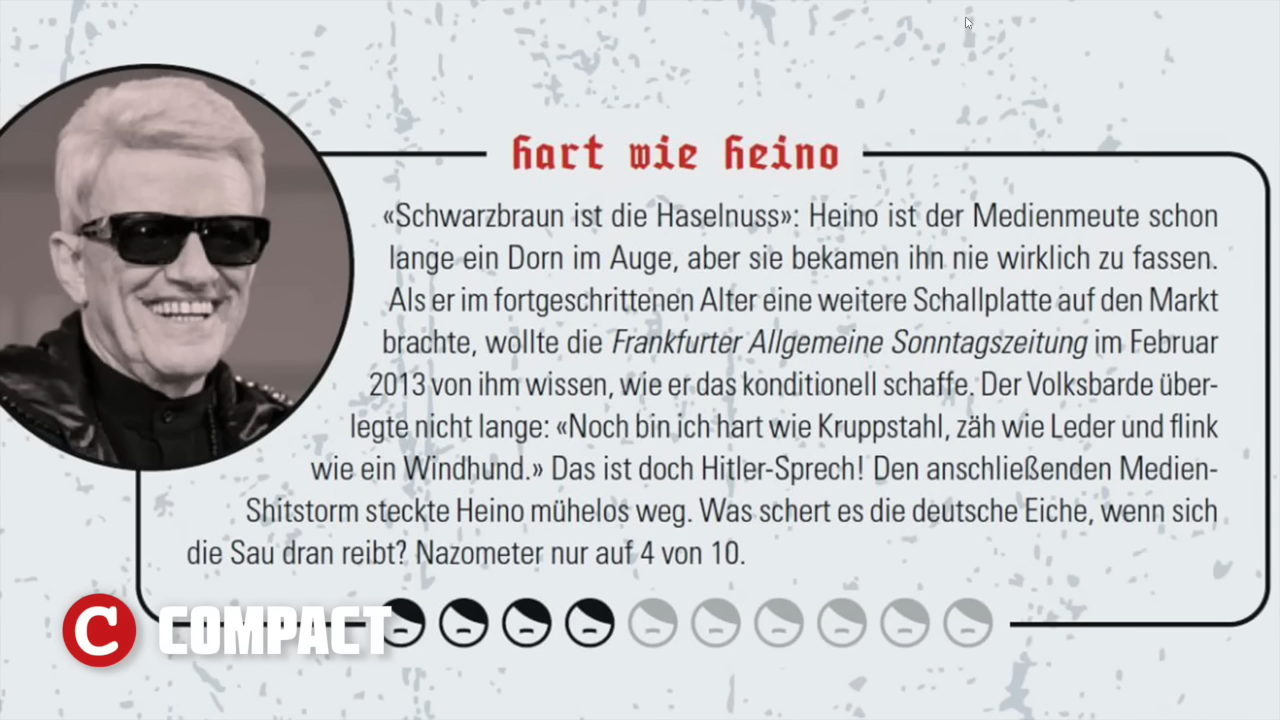 hart wie heino
«Schwarzbraun ist die Haselnuss»: Heino ist der Medienmeute schon
lange ein Dorn im Auge, aber sie bekamen ihn nie wirklich zu fassen.
Als er im fortgeschrittenen Alter eine weitere Schallplatte auf den Markt
brachte, wollte die Frankfurter Allgemeine Sonntagszeitung im Februar
2013 von ihm wissen, wie er das konditionell schaffe. Der Volksbarde über-
legte nicht lange: «Noch bin ich hart wie Kruppstahl, zäh wie Leder und flink
wie ein Windhund.» Das ist doch Hitler-Sprech! Den anschließenden Medien-
Shitstorm steckte Heino mühelos weg. Was schert es die deutsche Eiche, wenn sich
die Sau dran reibt? Nazometer nur auf 4 von 10.
C COMPACT